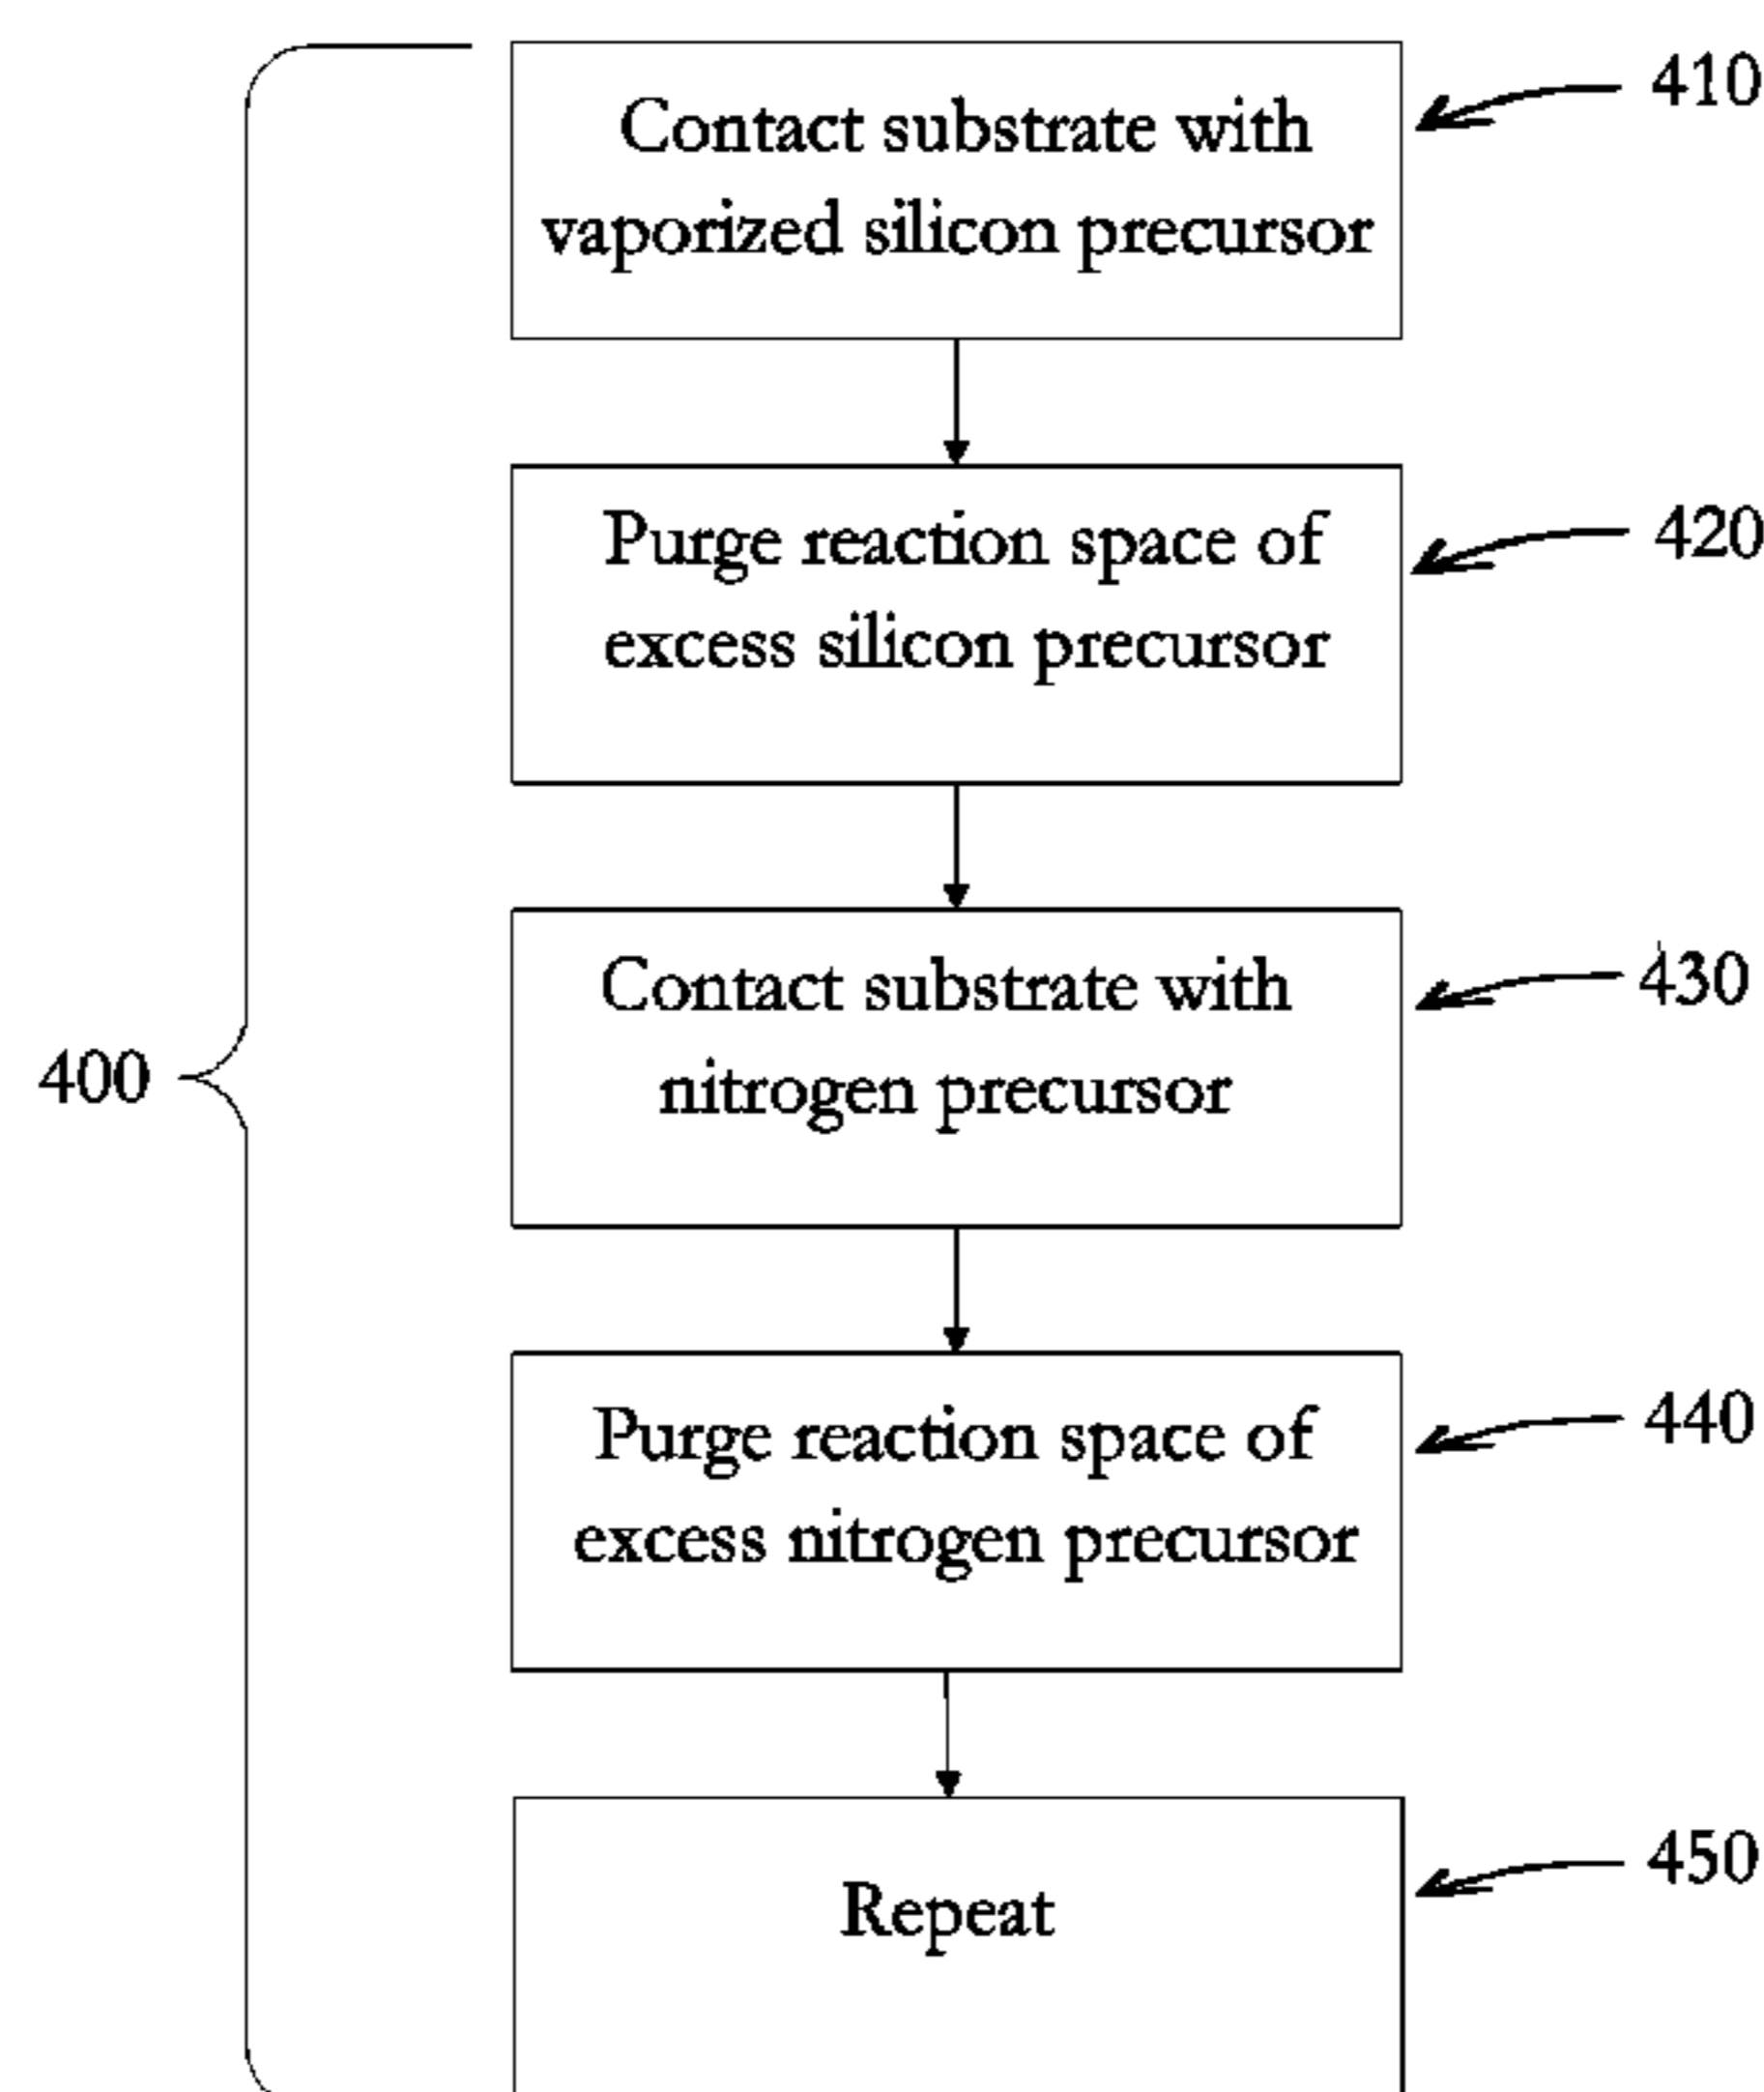 410
Contact substrate with
vaporized silicon precursor
420
Purge reaction space of
excess silicon precursor
430
Contact substrate with
nitrogen precursor
400
440
Purge reaction space of
excess nitrogen precursor
450
Repeat